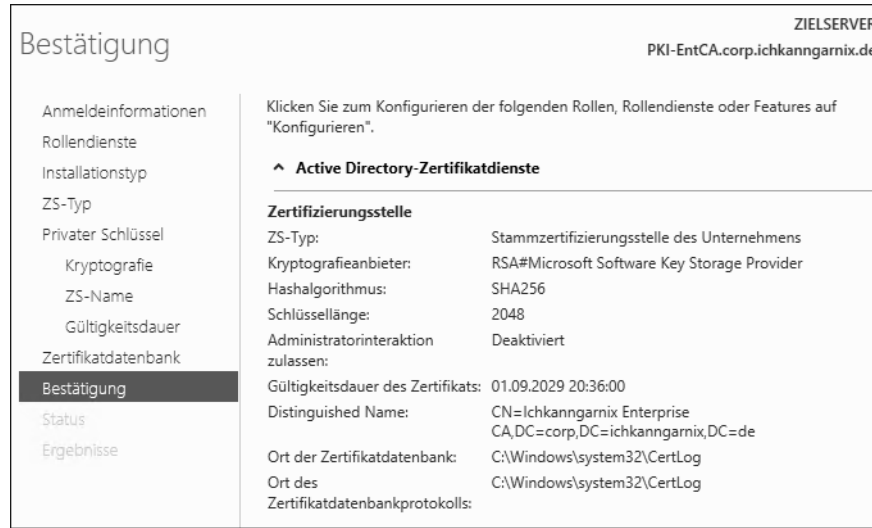 Bestätigung
ZIELSERVER
PKI-EntCA.corp.ichkanngarnix.de
Anmeldeinformationen
Rollendienste
Installationstyp
ZS-Typ
Privater Schlüssel
Kryptografie
ZS-Name
Gültigkeitsdauer
Zertifikatdatenbank
Bestätigung
Status
Ergebnisse
Klicken Sie zum Konfigurieren der folgenden Rollen, Rollendienste oder Features auf
"Konfigurieren".
Active Directory-Zertifikatdienste
Zertifizierungsstelle
ZS-Typ: Stammzertifizierungsstelle des Unternehmens
Kryptografieanbieter: RSA#Microsoft Software Key Storage Provider
Hashalgorithmus: SHA256
Schlüssellänge: 2048
Administratorinteraktion Deaktiviert
zulassen:
Gültigkeitsdauer des Zertifikats: 01.09.2029 20:36:00
Distinguished Name: CN=Ichkanngarnix Enterprise
CA,DC=corp,DC=ichkanngarnix,DC=de
Ort der Zertifikatdatenbank: C:\Windows\system32\CertLog
Ort des C:\Windows\system32\CertLog
Zertifikatdatenbankprotokolls: